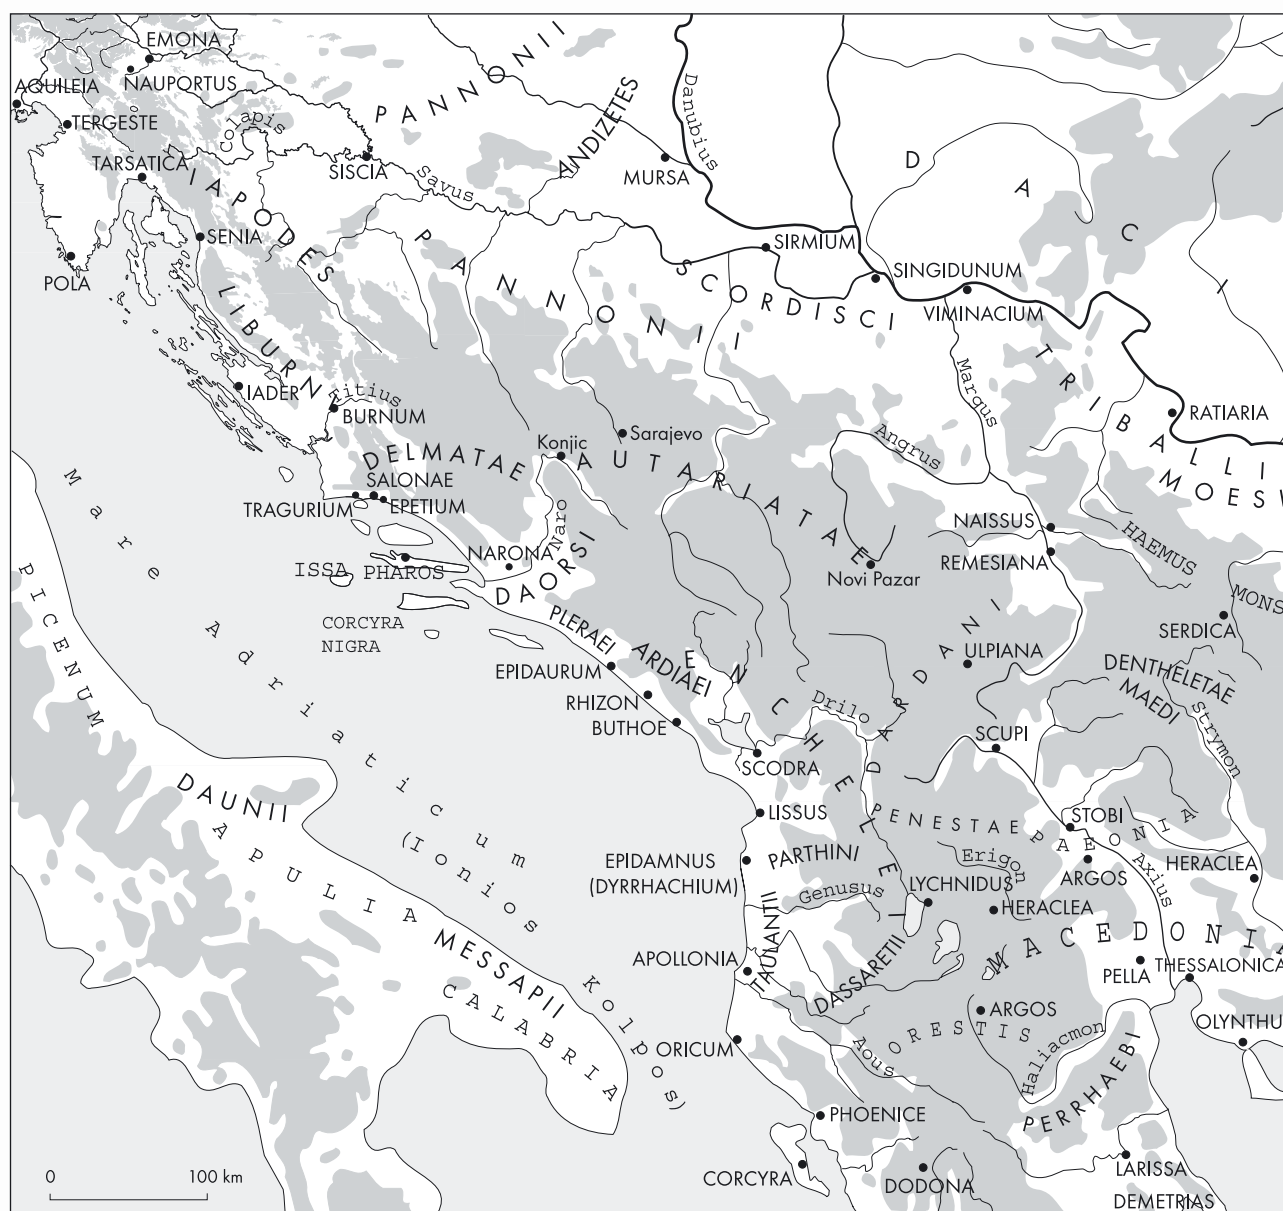 EMONA
NAUPORTUS
AQUILEIA
TERGESTE
TARSATICA
Colapis
SISCIA
PANNONII
ANDIZETES
Danubius
MURSA
Savus
DACI
IAPODES
SENIA
POLA
LIBURNI
PANNONII
SCORDISCI
SIRMIUM
SINGIDUNUM
VIMINACIUM
TRIBALLI
MOESI
RATIARIA
Margus
Angrus
IADER
Titius
BURNUM
Konjic
Sarajevo
DELMATAE
AUTARIATAE
SALONAE
TRAGURIUM
EPETIUM
Naro
NARONA
DAORSI
ISSA
PHAROS
CORCYRA
NIGRA
Novi Pazar
NAISSUS
REMESIANA
HAEMUS
MONS
SERDICA
DENTHELETAE
MAEDI
Strymon
Mare Adriaticum
(Ionios Kolpos)
PICENUM
PLERAEI
ARDIAEI
ENCHELEI
EPIDAURUM
RHIZON
BUTHOE
Drilo
DARDANI
ULPIANA
SCUPI
SCODRA
LISSUS
DAUNII
APULIA
MESSAPII
CALABRIA
EPIDAMNUS
(DYRRHACHIUM)
PARTHINI
Genusus
PENESTAE
PAEONIA
STOBI
Erigon
ARGOS
Axius
HERACLEA
LYCHNIDUS
HERACLEA
MACEDONIA
TAULANTII
DASSARETII
APOLLONIA
PELLA
THESSALONICA
ARGOS
ORESTIS
OLYNTHU
ORICUM
Aous
Haliacmon
PERRHAEBI
PHOENICE
CORCYRA
DODONA
LARISSA
DEMETRIAS
0
100 km